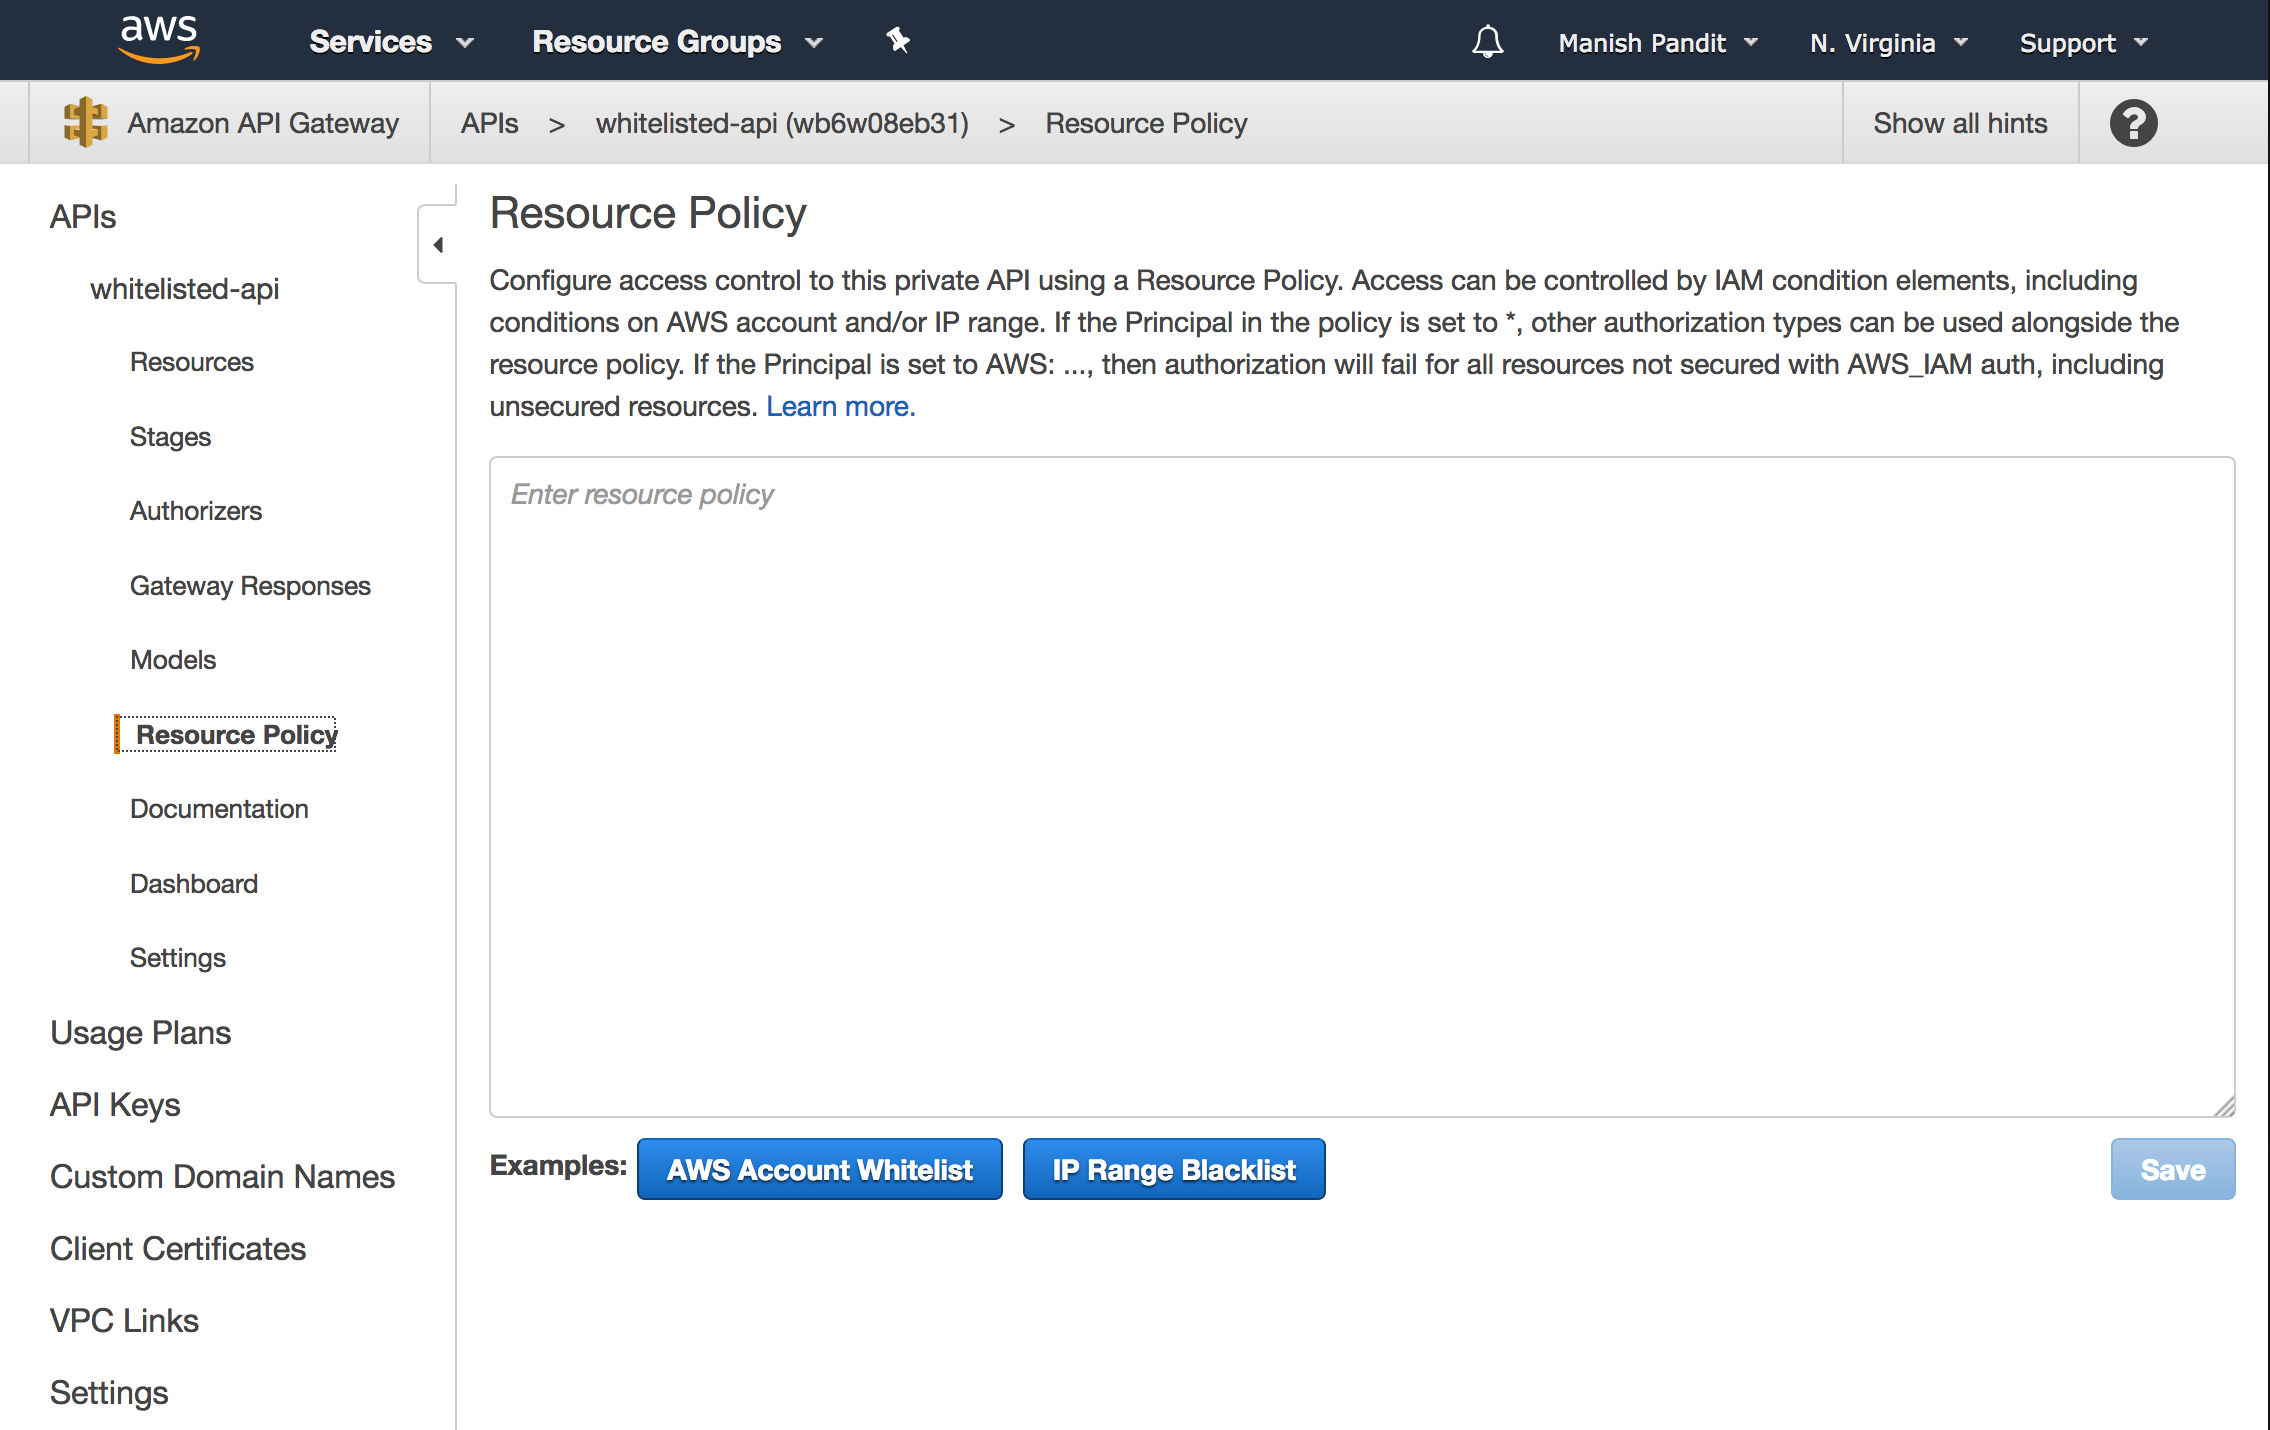 aws Services Resource Groups Manish Pandit N. Virginia Support
Amazon API Gateway APIs > whitelisted-api (wb6w08eb31) > Resource Policy Show all hints ?
APIs
whitelisted-api
Resources
Stages
Authorizers
Gateway Responses
Models
Resource Policy
Documentation
Dashboard
Settings
Usage Plans
API Keys
Custom Domain Names
Client Certificates
VPC Links
Settings
Resource Policy
Configure access control to this private API using a Resource Policy. Access can be controlled by IAM condition elements, including
conditions on AWS account and/or IP range. If the Principal in the policy is set to *, other authorization types can be used alongside the
resource policy. If the Principal is set to AWS: ..., then authorization will fail for all resources not secured with AWS_IAM auth, including
unsecured resources. Learn more.
Enter resource policy
Examples: AWS Account Whitelist IP Range Blacklist Save